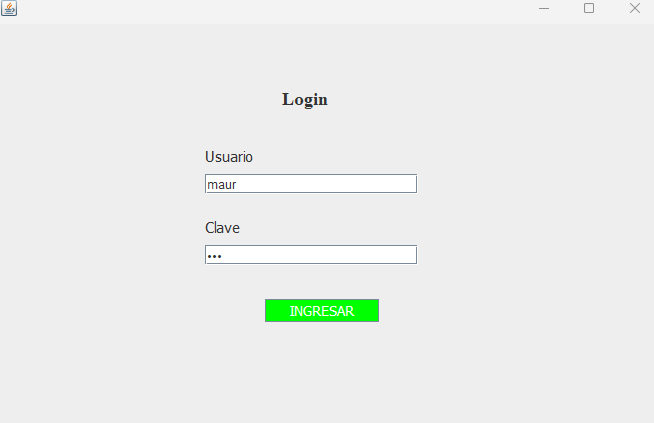 Login
Usuario
maur
Clave
•••
INGRESAR